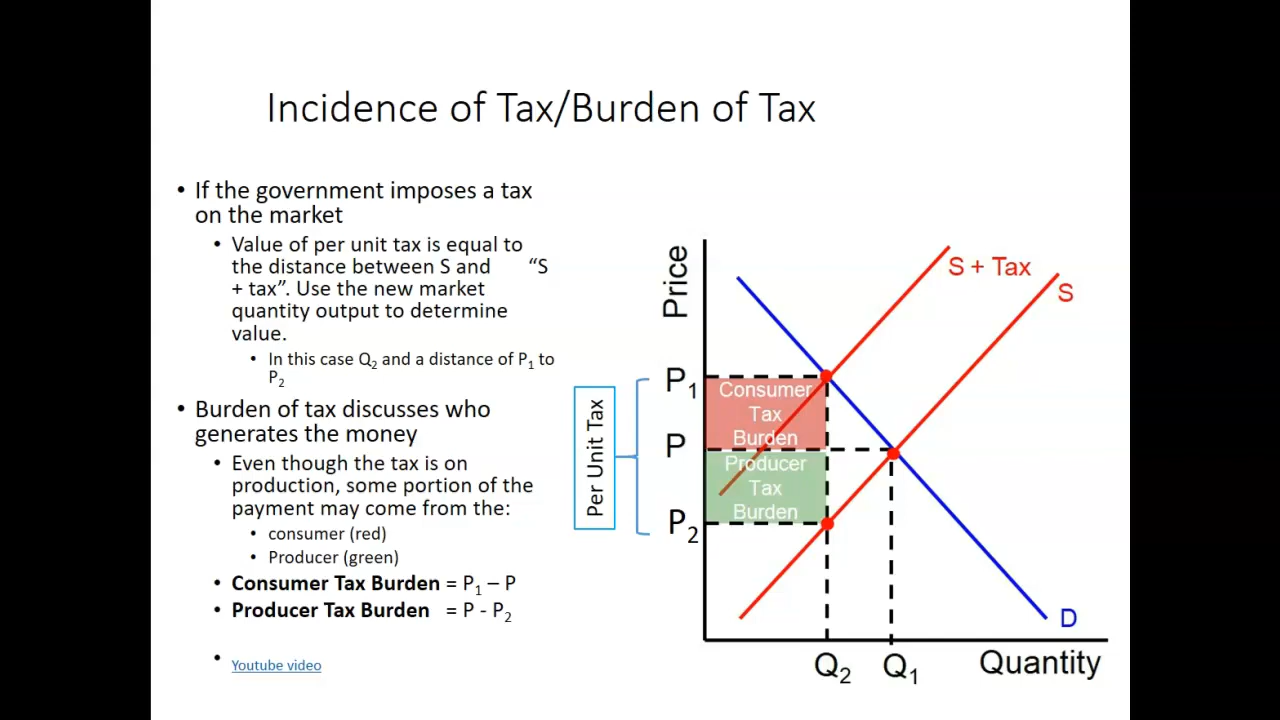 Incidence of Tax/Burden of Tax
• If the government imposes a tax
on the market
• Value of per unit tax is equal to
the distance between S and “S
+ tax”. Use the new market
quantity output to determine
value.
• In this case Q₂ and a distance of P₁ to
P₂
• Burden of tax discusses who
generates the money
• Even though the tax is on
production, some portion of the
payment may come from the:
• consumer (red)
• Producer (green)
• Consumer Tax Burden = P₁ – P
• Producer Tax Burden = P - P₂
• Youtube video
Per Unit Tax
Price
S + Tax
S
P₁
Consumer
Tax
Burden
P
Producer
Tax
Burden
P₂
D
Q₂
Q₁
Quantity